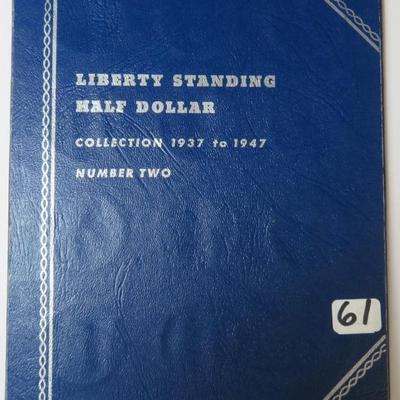 LIBERTY STANDING
HALF DOLLAR
COLLECTION 1937 to 1947
NUMBER TWO
61